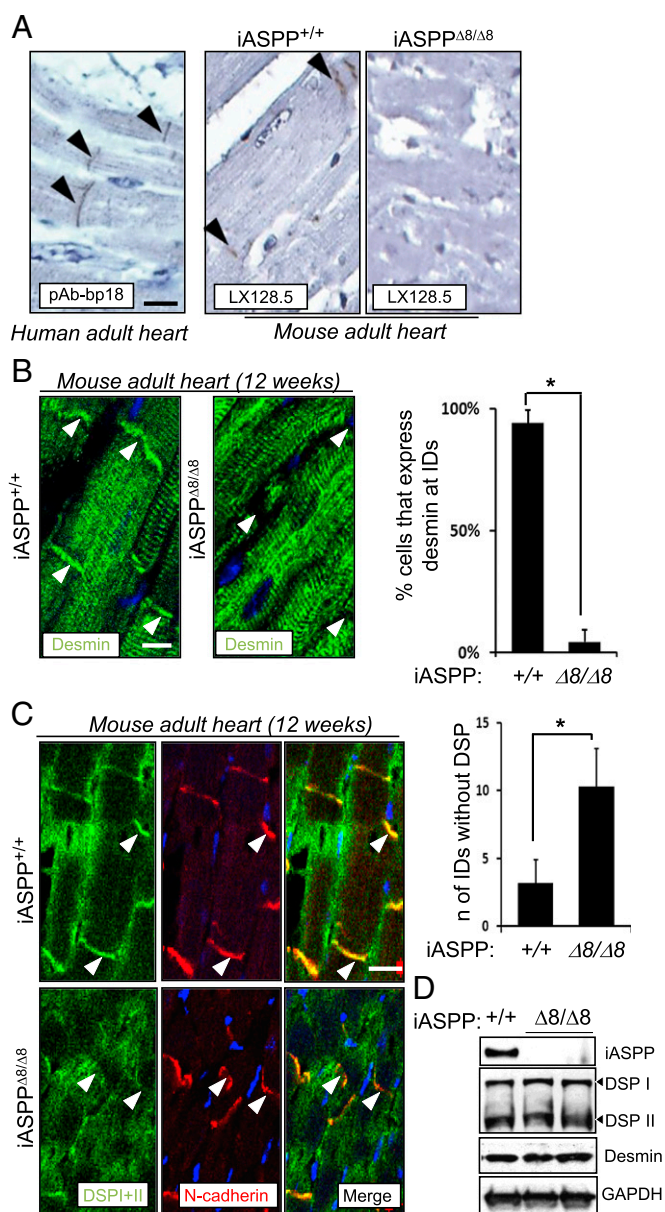 A
iASPP+/+
iASPPΔ8/Δ8
pAb-bp18
LX128.5
LX128.5
Human adult heart
Mouse adult heart
B
Mouse adult heart (12 weeks)
iASPP+/+
iASPPΔ8/Δ8
Desmin
Desmin
% cells that express desmin at IDs
100%
50%
0%
*
iASPP: +/+ Δ8/Δ8
C
Mouse adult heart (12 weeks)
iASPP+/+
iASPPΔ8/Δ8
DSPI+II
N-cadherin
Merge
n of IDs without DSP
15
10
5
0
*
iASPP: +/+ Δ8/Δ8
D
iASPP: +/+ Δ8/Δ8
iASPP
DSP I
DSP II
Desmin
GAPDH